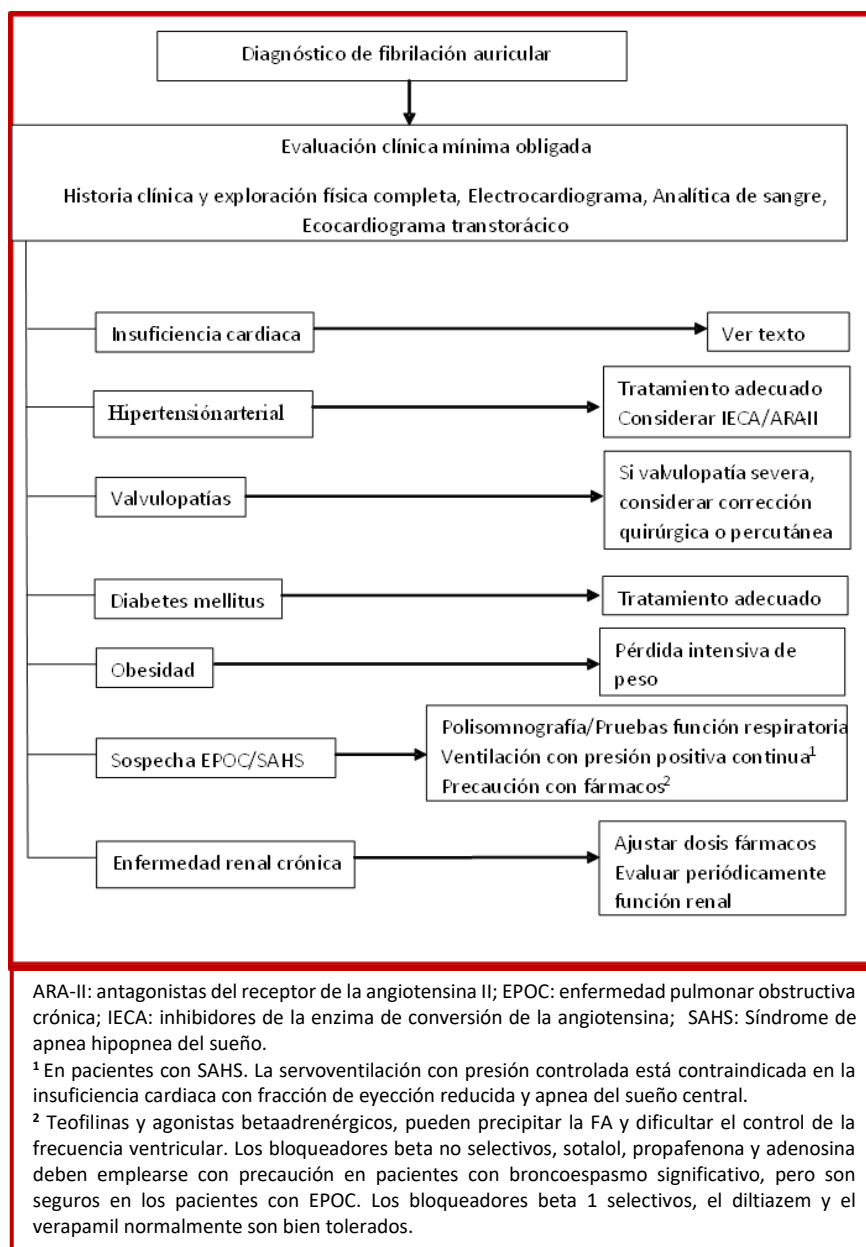 Diagnóstico de fibrilación auricular
Evaluación clínica mínima obligada
Historia clínica y exploración física completa, Electrocardiograma, Analítica de sangre,
Ecocardiograma transtorácico
Insuficiencia cardiaca
Ver texto
Hipertensiónarterial
Tratamiento adecuado
Considerar IECA/ARAII
Valvulopatías
Si valvulopatía severa,
considerar corrección
quirúrgica o percutánea
Diabetes mellitus
Tratamiento adecuado
Obesidad
Pérdida intensiva de
peso
Sospecha EPOC/SAHS
Polisomnografía/Pruebas función respiratoria
Ventilación con presión positiva continua¹
Precaución con fármacos²
Enfermedad renal crónica
Ajustar dosis fármacos
Evaluar periódicamente
función renal
ARA-II: antagonistas del receptor de la angiotensina II; EPOC: enfermedad pulmonar obstructiva
crónica; IECA: inhibidores de la enzima de conversión de la angiotensina; SAHS: Síndrome de
apnea hipopnea del sueño.
¹ En pacientes con SAHS. La servoventilación con presión controlada está contraindicada en la
insuficiencia cardiaca con fracción de eyección reducida y apnea del sueño central.
² Teofilinas y agonistas betaadrenérgicos, pueden precipitar la FA y dificultar el control de la
frecuencia ventricular. Los bloqueadores beta no selectivos, sotalol, propafenona y adenosina
deben emplearse con precaución en pacientes con broncoespasmo significativo, pero son
seguros en los pacientes con EPOC. Los bloqueadores beta 1 selectivos, el diltiazem y el
verapamil normalmente son bien tolerados.